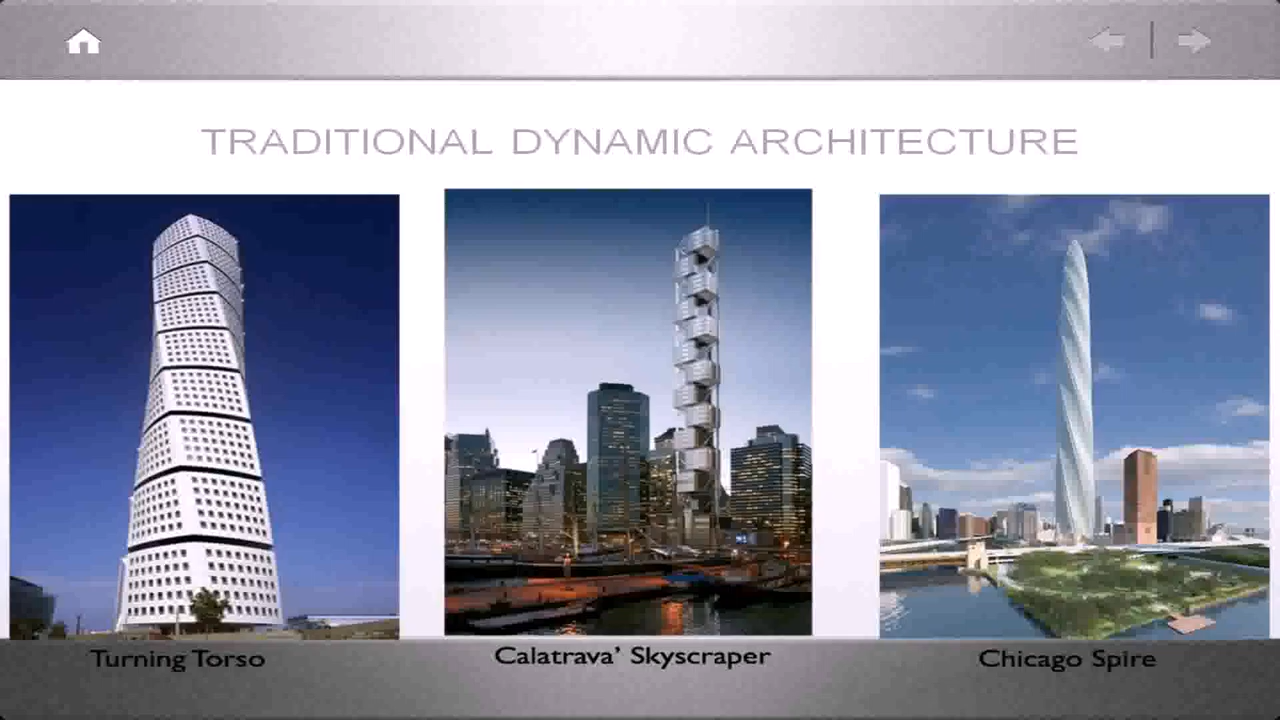 TRADITIONAL DYNAMIC ARCHITECTURE
Turning Torso
Calatrava’ Skyscraper
Chicago Spire